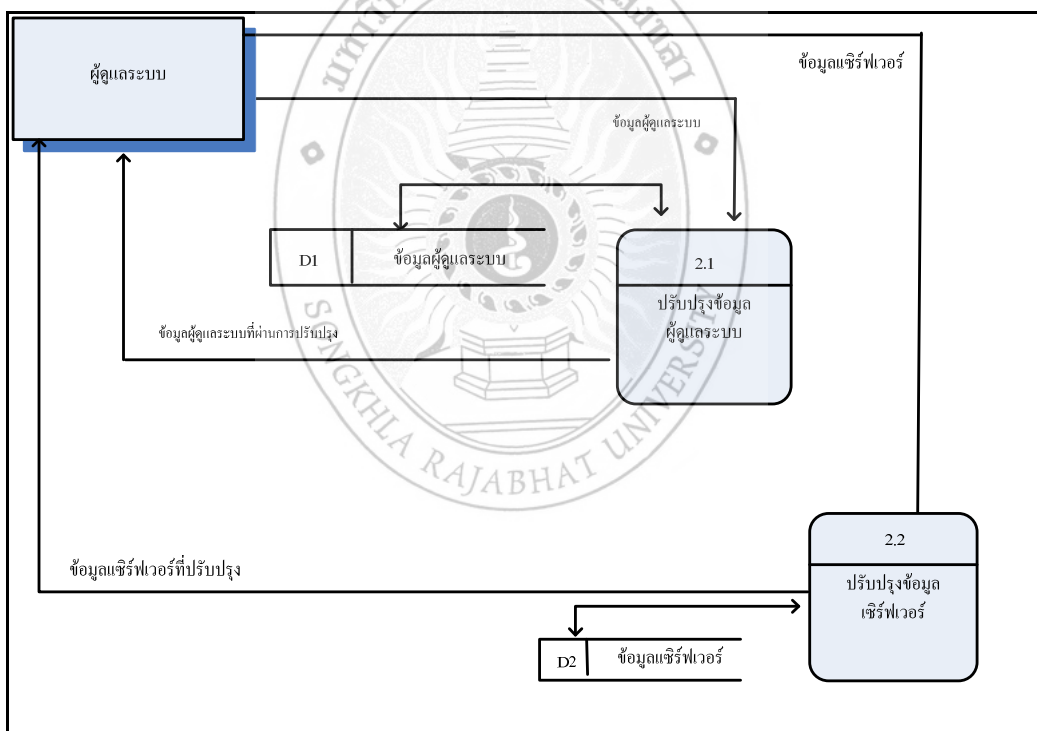 ผู้ดูแลระบบ
ข้อมูลแซิร์ฟเวอร์
ข้อมูลผู้ดูแลระบบ
D1
ข้อมูลผู้ดูแลระบบ
2.1
ปรับปรุงข้อมูล
ผู้ดูแลระบบ
ข้อมูลผู้ดูแลระบบที่ผ่านการปรับปรุง
SONGKHLA RAJABHAT UNIVERSITY
2.2
ปรับปรุงข้อมูล
เซิร์ฟเวอร์
ข้อมูลแซิร์ฟเวอร์ที่ปรับปรุง
D2
ข้อมูลแซิร์ฟเวอร์